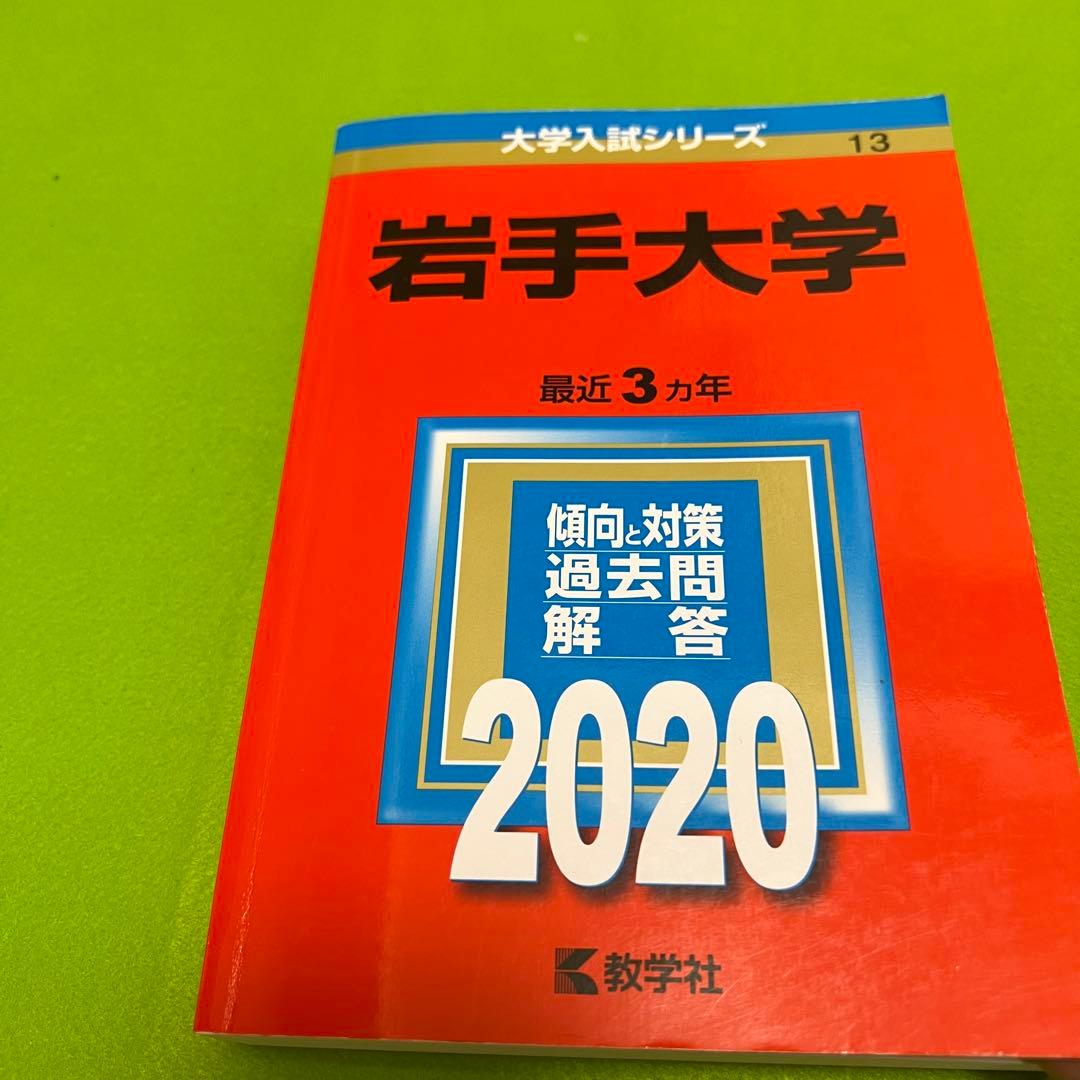 大学入試シリーズ 13
岩手大学
最近3ヵ年
傾向と対策
過去問
解答
2020
教学社